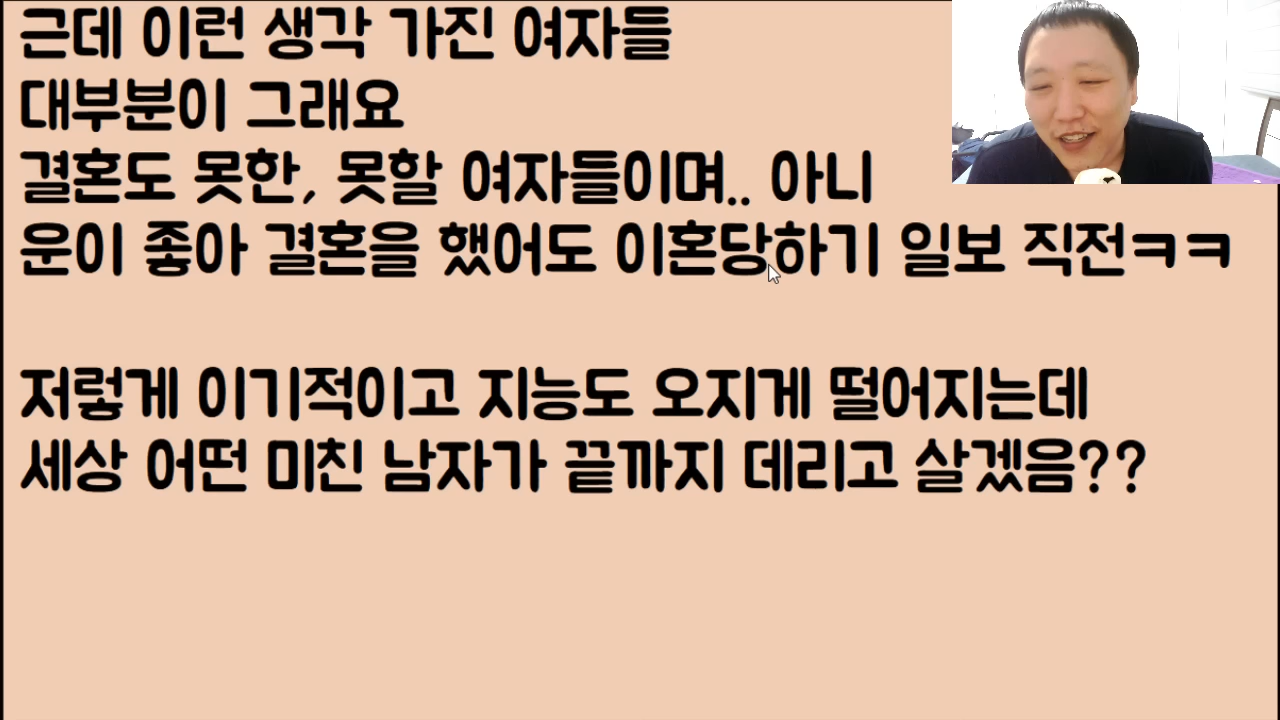 근데 이런 생각 가진 여자들
대부분이 그래요
결혼도 못한, 못할 여자들이며.. 아니
운이 좋아 결혼을 했어도 이혼당하기 일보 직전ㅋㅋ
저렇게 이기적이고 지능도 오지게 떨어지는데
세상 어떤 미친 남자가 끝까지 데리고 살겠음??